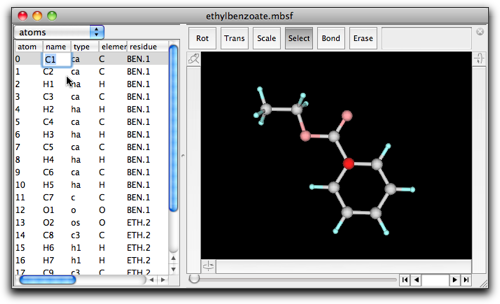 ethylbenzoate.mbsf
atoms
Rot Trans Scale Select Bond Erase
atom name type elemen residue
0 C1 ca C BEN.1
1 C2 ca C BEN.1
2 H1 ha H BEN.1
3 C3 ca C BEN.1
4 H2 ha H BEN.1
5 C4 ca C BEN.1
6 H3 ha H BEN.1
7 C5 ca C BEN.1
8 H4 ha H BEN.1
9 C6 ca C BEN.1
10 H5 ha H BEN.1
11 C7 c C BEN.1
12 O1 o O BEN.1
13 O2 os O ETH.2
14 C8 c3 C ETH.2
15 H6 h1 H ETH.2
16 H7 h1 H ETH.2
17 C9 c3 C ETH.2